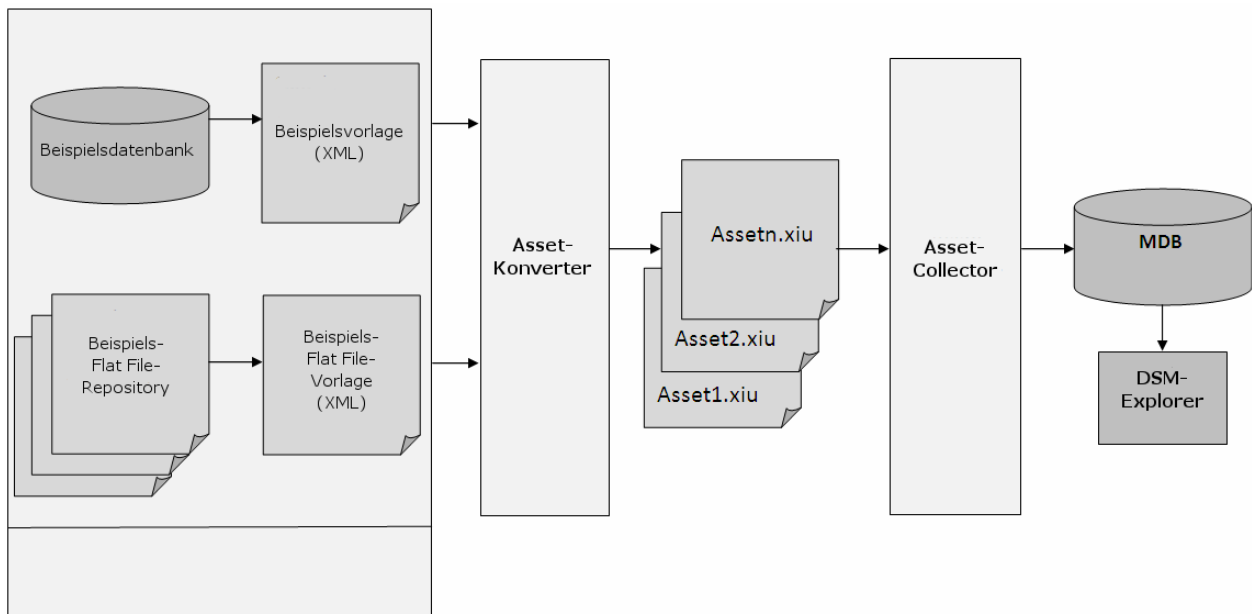 Beispielsdatenbank
Beispielsvorlage
(XML)
Beispiels-
Flat File-
Repository
Beispiels-
Flat File-
Vorlage
(XML)
Asset-
Konverter
Assetn.xiu
Asset2.xiu
Asset1.xiu
Asset-
Collector
MDB
DSM-
Explorer